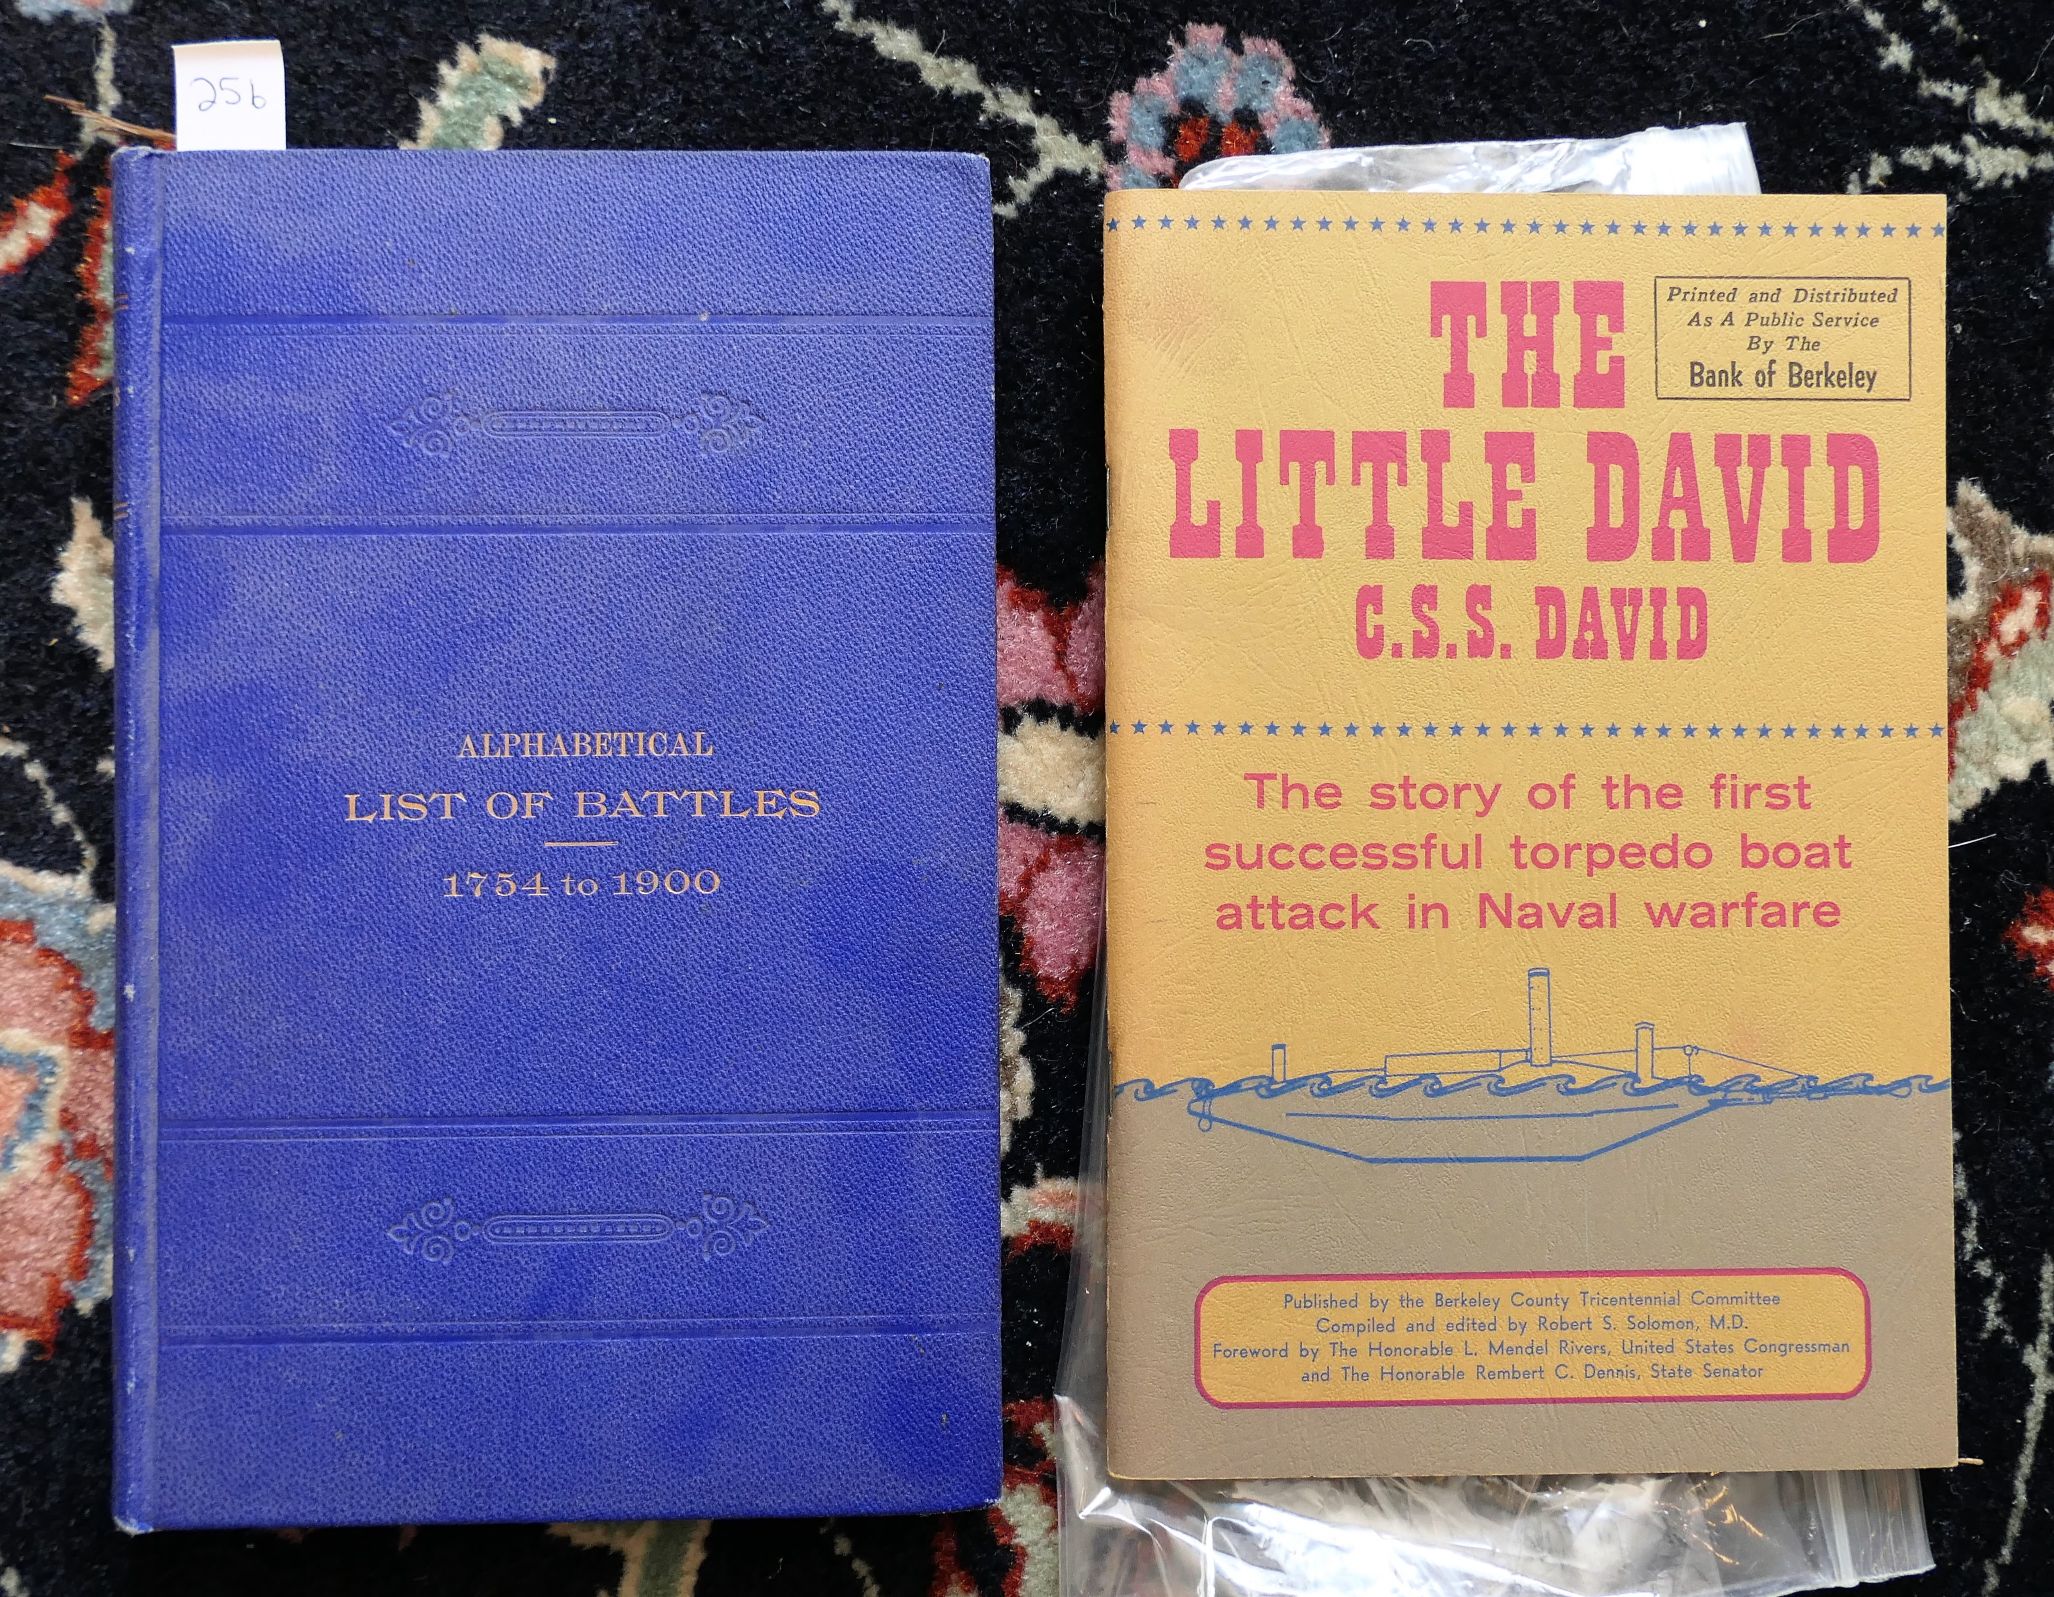 256
ALPHABETICAL
LIST OF BATTLES
1754 to 1900
THE
LITTLE DAVID
C.S.S. DAVID
Printed and Distributed
As A Public Service
By The
Bank of Berkeley
The story of the first
successful torpedo boat
attack in Naval warfare
Published by the Berkeley County Tricentennial Committee
Compiled and edited by Robert S. Solomon, M.D.
Foreword by The Honorable L. Mendel Rivers, United States Congressman
and The Honorable Rembert C. Dennis, State Senator